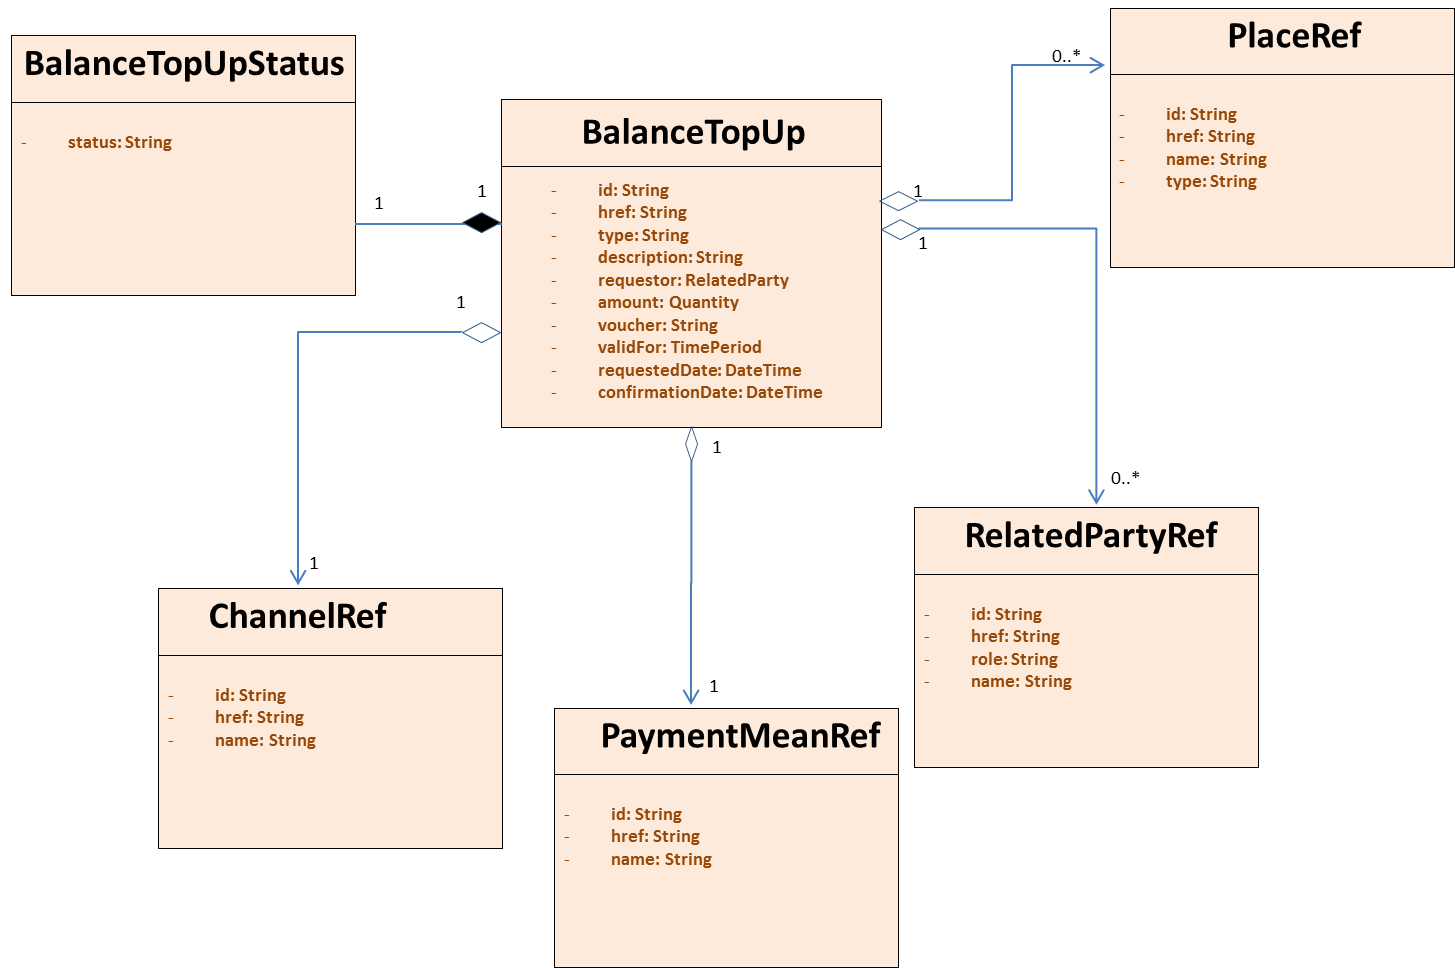 BalanceTopUpStatus
- status: String
BalanceTopUp
- id: String
- href: String
- type: String
- description: String
- requestor: RelatedParty
- amount: Quantity
- voucher: String
- validFor: TimePeriod
- requestedDate: DateTime
- confirmationDate: DateTime
PlaceRef
- id: String
- href: String
- name: String
- type: String
0..*
1
1
1
1
1
0..*
1
1
1
ChannelRef
- id: String
- href: String
- name: String
PaymentMeanRef
- id: String
- href: String
- name: String
RelatedPartyRef
- id: String
- href: String
- role: String
- name: String